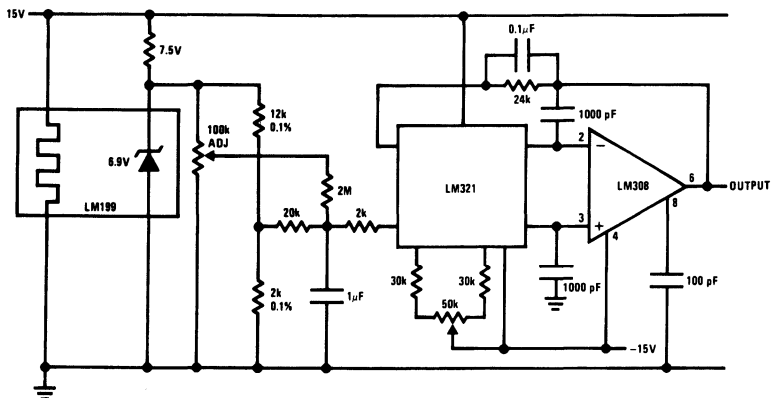 15V
7.5V
0.1μF
24k
1000 pF
12k
0.1%
100k
ADJ
6.9V
LM199
2M
20k
2k
LM321
2
3
LM308
6
OUTPUT
8
4
2k
0.1%
1μF
30k
30k
50k
1000 pF
100 pF
−15V